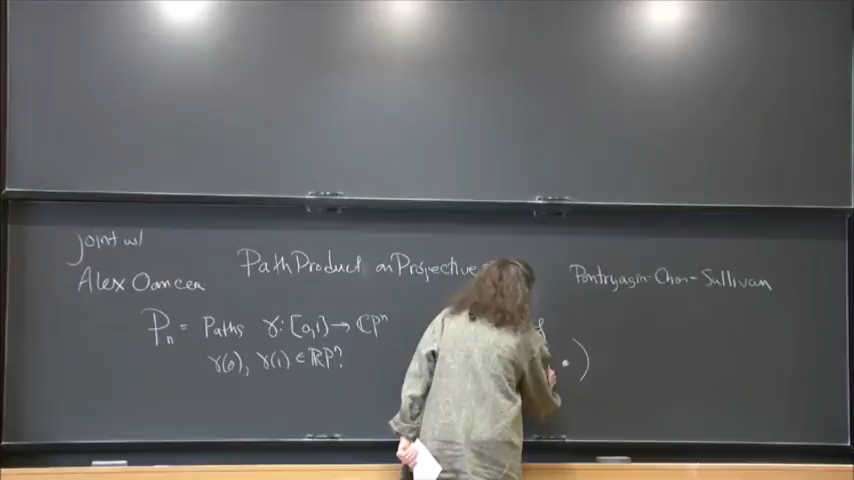 joint w/
Alex Oancea
Path Product on Projective
Pontryagin-Chas-Sullivan
Pn = Paths γ: [0,1] → ℂPⁿ
γ(0), γ(1) ∈ ℝPⁿ
• )